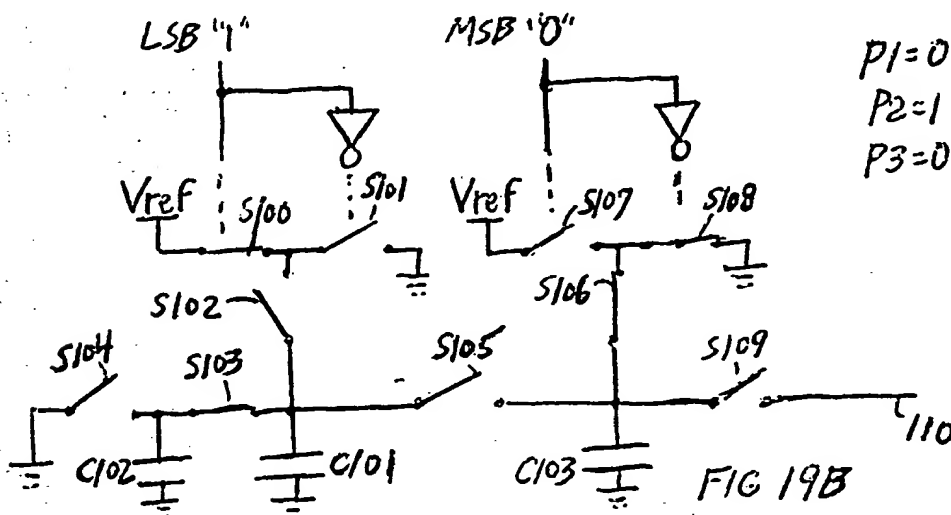 LSB "1"
MSB "0"
P1=0
P2=1
P3=0
Vref
S100
S101
Vref
S107
S108
S102
S106
S104
S103
S105
S109
110
C102
C101
C103
FIG 19B